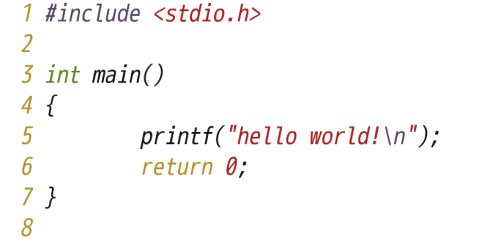 1 #include <stdio.h>
2
3 int main()
4 {
5         printf("hello world!\n");
6         return 0;
7 }
8